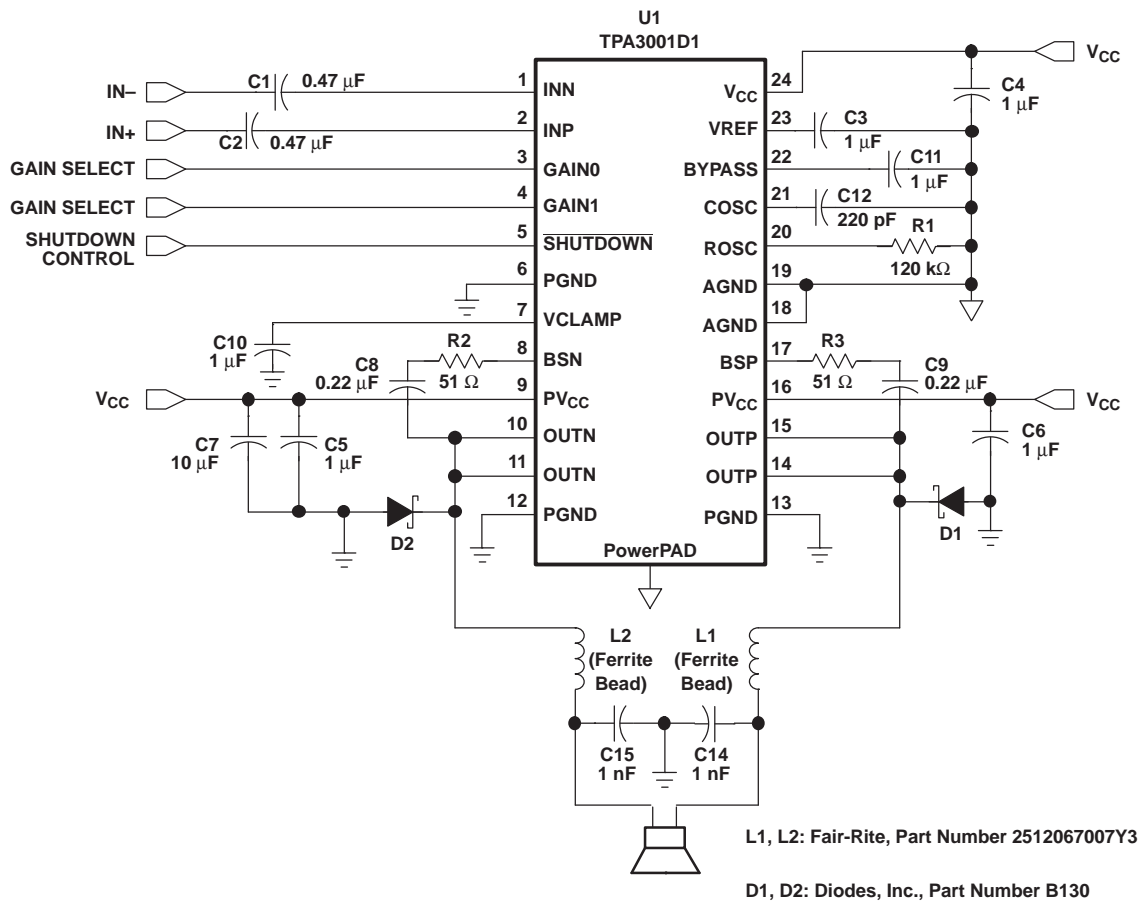 U1
TPA3001D1
IN–
C1
0.47 μF
1
INN
IN+
C2
0.47 μF
2
INP
GAIN SELECT
3
GAIN0
GAIN SELECT
4
GAIN1
SHUTDOWN
CONTROL
5
SHUTDOWN
6
PGND
7
VCLAMP
C10
1 μF
R2
51 Ω
8
BSN
C8
0.22 μF
VCC
9
PVCC
10
OUTN
11
OUTN
C7
10 μF
C5
1 μF
D2
12
PGND
PowerPAD
24
VCC
VCC
C4
1 μF
23
VREF
C3
1 μF
22
BYPASS
C11
1 μF
21
COSC
C12
220 pF
20
ROSC
R1
120 kΩ
19
AGND
18
AGND
17
BSP
R3
51 Ω
C9
0.22 μF
16
PVCC
VCC
15
OUTP
14
OUTP
C6
1 μF
13
PGND
D1
L2
(Ferrite
Bead)
L1
(Ferrite
Bead)
C15
1 nF
C14
1 nF
L1, L2: Fair-Rite, Part Number 2512067007Y3
D1, D2: Diodes, Inc., Part Number B130